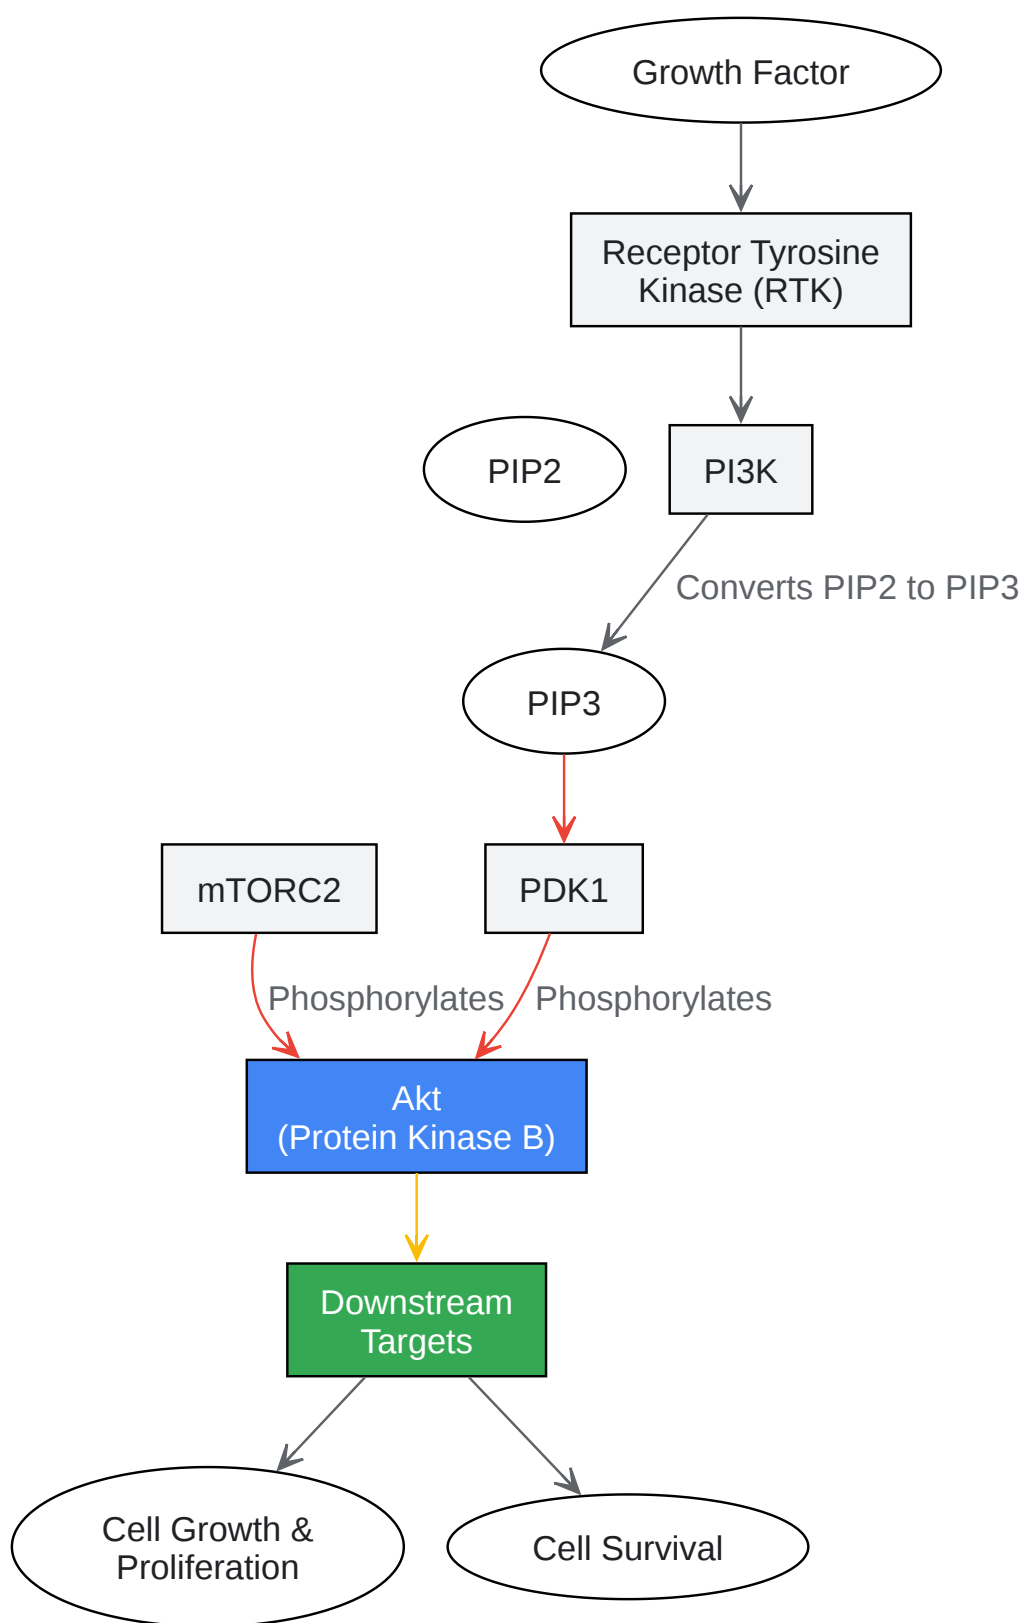 Growth Factor
Receptor Tyrosine
Kinase (RTK)
PIP2
PI3K
Converts PIP2 to PIP3
PIP3
mTORC2
PDK1
Phosphorylates
Phosphorylates
Akt
(Protein Kinase B)
Downstream
Targets
Cell Growth &
Proliferation
Cell Survival